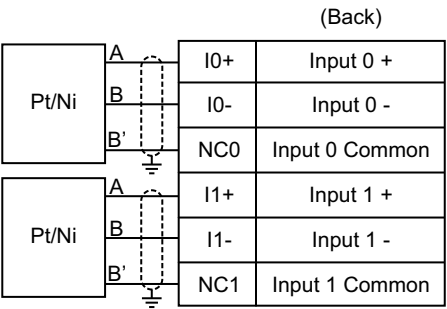 (Back)
A I0+ Input 0 +
Pt/Ni B I0- Input 0 -
B’ NC0 Input 0 Common
A I1+ Input 1 +
Pt/Ni B I1- Input 1 -
B’ NC1 Input 1 Common